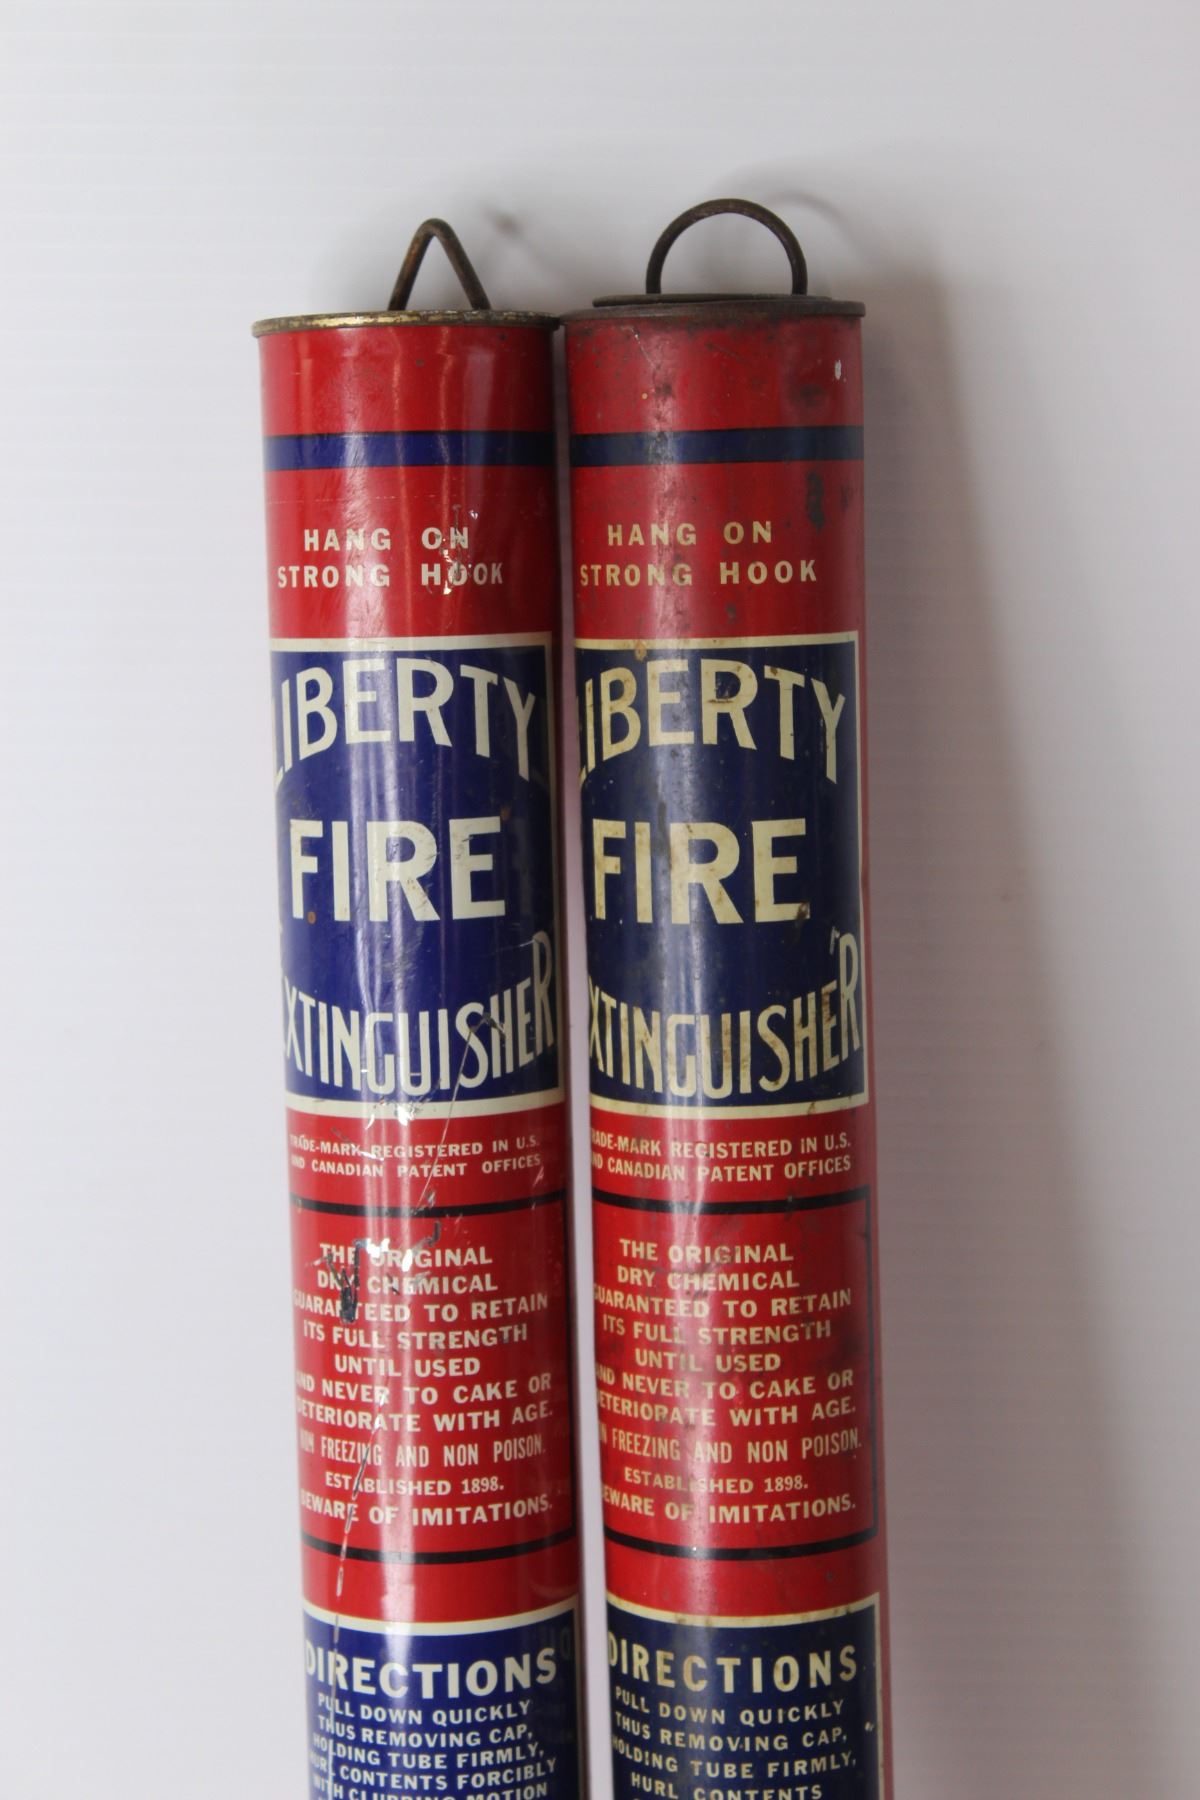 HANG ON
STRONG HOOK
LIBERTY
FIRE
EXTINGUISHER
TRADE-MARK REGISTERED IN U.S.
AND CANADIAN PATENT OFFICES
THE ORIGINAL
DRY CHEMICAL
GUARANTEED TO RETAIN
ITS FULL STRENGTH
UNTIL USED
AND NEVER TO CAKE OR
DETERIORATE WITH AGE.
NON FREEZING AND NON POISON.
ESTABLISHED 1898.
BEWARE OF IMITATIONS.
DIRECTIONS
PULL DOWN QUICKLY
THUS REMOVING CAP,
HOLDING TUBE FIRMLY,
HURL CONTENTS FORCIBLY
WITH CLUBBING MOTION
HANG ON
STRONG HOOK
LIBERTY
FIRE
EXTINGUISHER
TRADE-MARK REGISTERED IN U.S.
AND CANADIAN PATENT OFFICES
THE ORIGINAL
DRY CHEMICAL
GUARANTEED TO RETAIN
ITS FULL STRENGTH
UNTIL USED
AND NEVER TO CAKE OR
DETERIORATE WITH AGE.
NON FREEZING AND NON POISON.
ESTABLISHED 1898.
BEWARE OF IMITATIONS.
DIRECTIONS
PULL DOWN QUICKLY
THUS REMOVING CAP,
HOLDING TUBE FIRMLY,
HURL CONTENTS